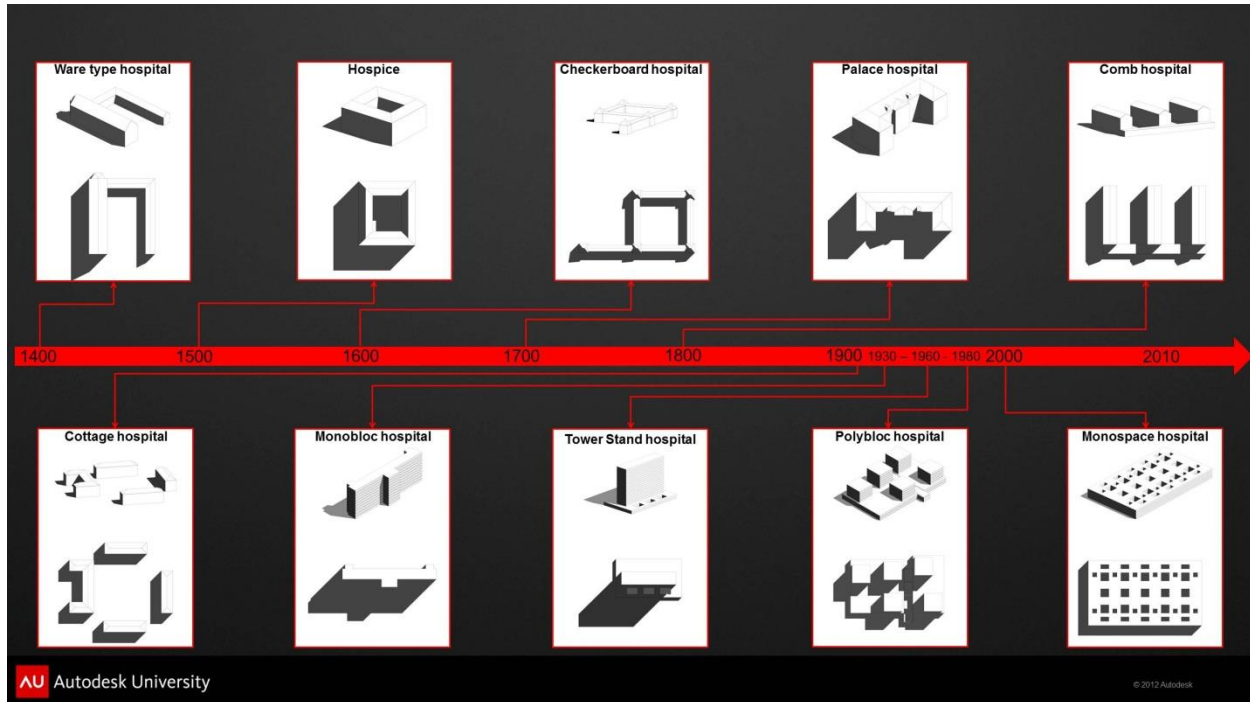 Ware type hospital
Hospice
Checkerboard hospital
Palace hospital
Comb hospital
1400 1500 1600 1700 1800 1900 1930 – 1960 - 1980 2000 2010
Cottage hospital
Monobloc hospital
Tower Stand hospital
Polybloc hospital
Monospace hospital
AU Autodesk University
© 2012 Autodesk